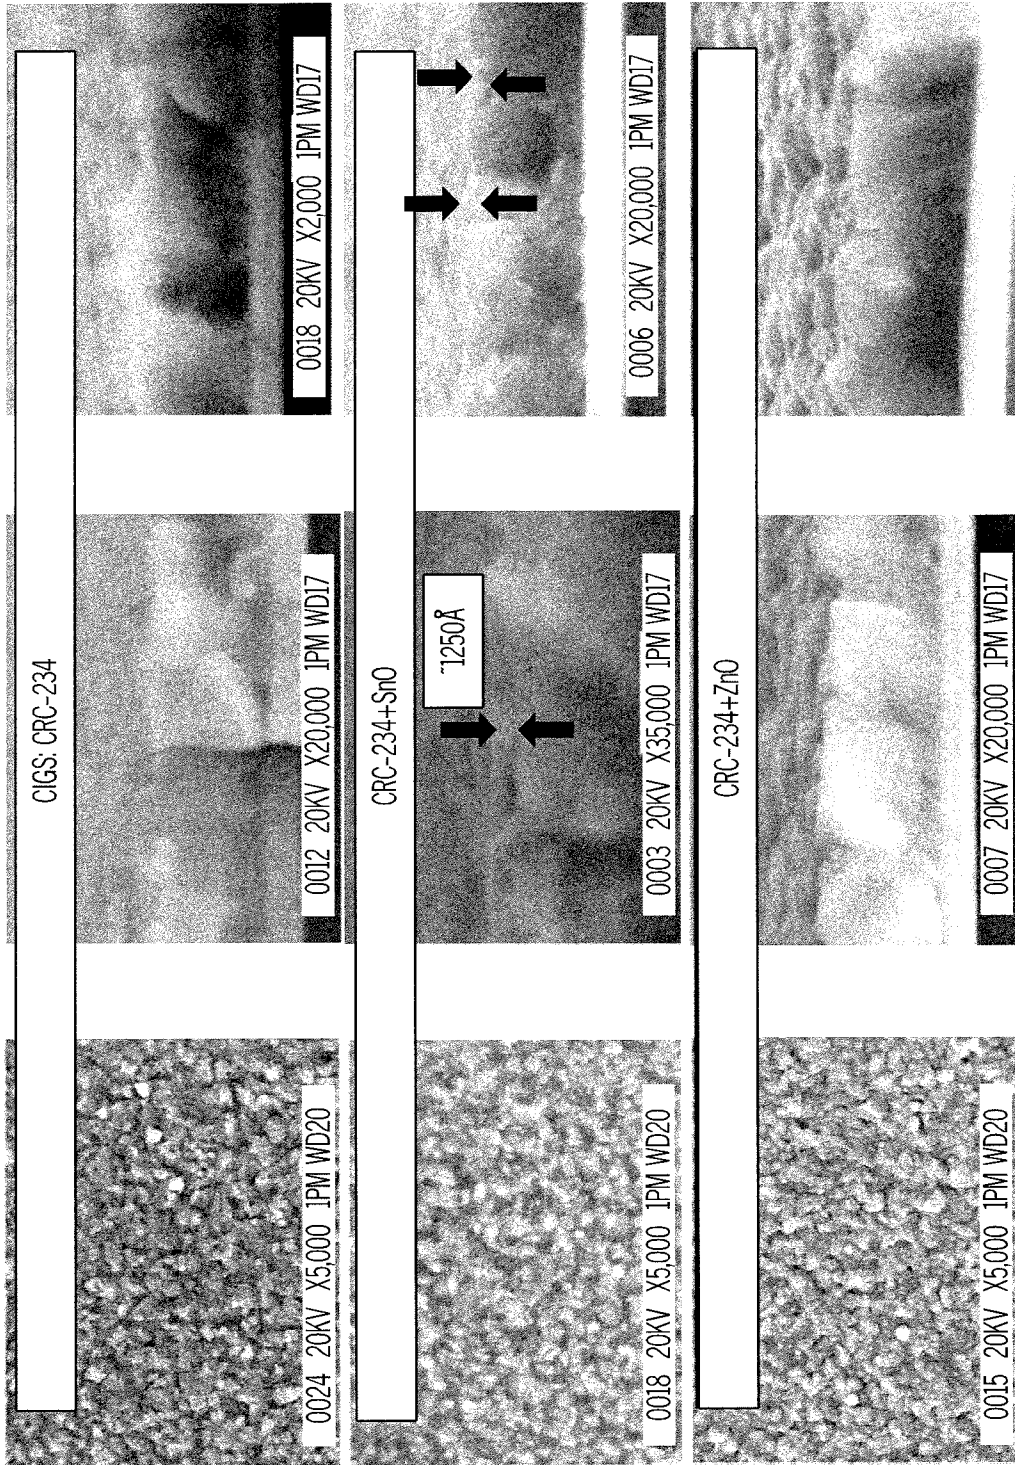 CIGS: CRC-234
0024 20KV X5,000 1PM WD20
0012 20KV X20,000 1PM WD17
0018 20KV X2,000 1PM WD17
CRC-234+SnO
~1250Å
0018 20KV X5,000 1PM WD20
0003 20KV X35,000 1PM WD17
0006 20KV X20,000 1PM WD17
CRC-234+ZnO
0015 20KV X5,000 1PM WD20
0007 20KV X20,000 1PM WD17